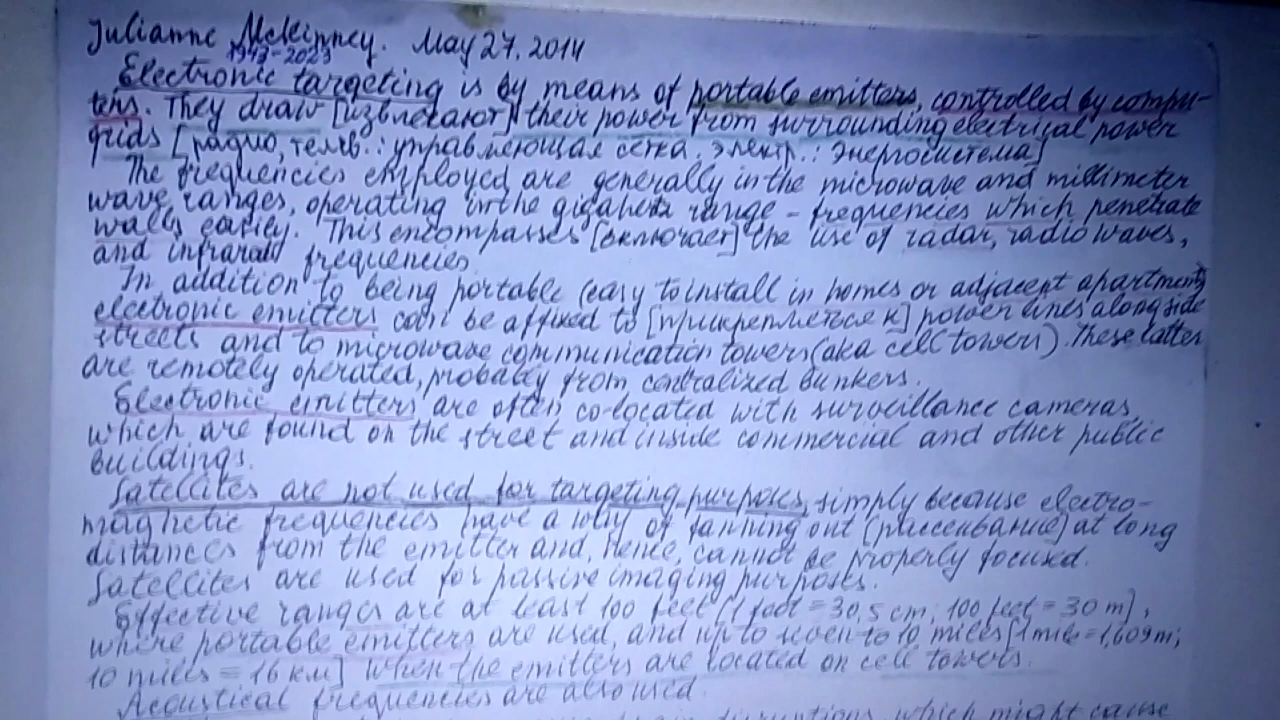 Julianne McKinney. May 27, 2014
1943-2023
Electronic targeting is by means of portable emitters, controlled by compu-
ters. They draw [извлекают] their power from surrounding electrical power
grids [радио, телев.: управляющая сетка. электр.: энергосистема]
The frequencies employed are generally in the microwave and millimeter
wave ranges, operating in the gigahertz range - frequencies which penetrate
walls easily. This encompasses [включает] the use of radar, radio waves,
and infrared frequencies.
In addition to being portable (easy to install in homes or adjacent apartments
electronic emitters can be affixed to [прикрепляеться к] power lines alongside
streets and to microwave communication towers (aka cell towers). These latter
are remotely operated, probably from centralized bunkers.
Electronic emitters are often co-located with surveillance cameras,
which are found on the street and inside commercial and other public
buildings.
Satellites are not used for targeting purposes, simply because electro-
magnetic frequencies have a way of fanning out [рассеивание] at long
distances from the emitter and, hence, cannot be properly focused.
Satellites are used for passive imaging purposes.
Effective ranges are at least 100 feet [1 foot = 30,5 cm; 100 feet = 30 m],
where portable emitters are used, and up to seven to 10 miles [1 mile = 1,609 m;
10 miles = 16 km] when the emitters are located on cell towers.
Acoustical frequencies are also used.
disruptions which might cause